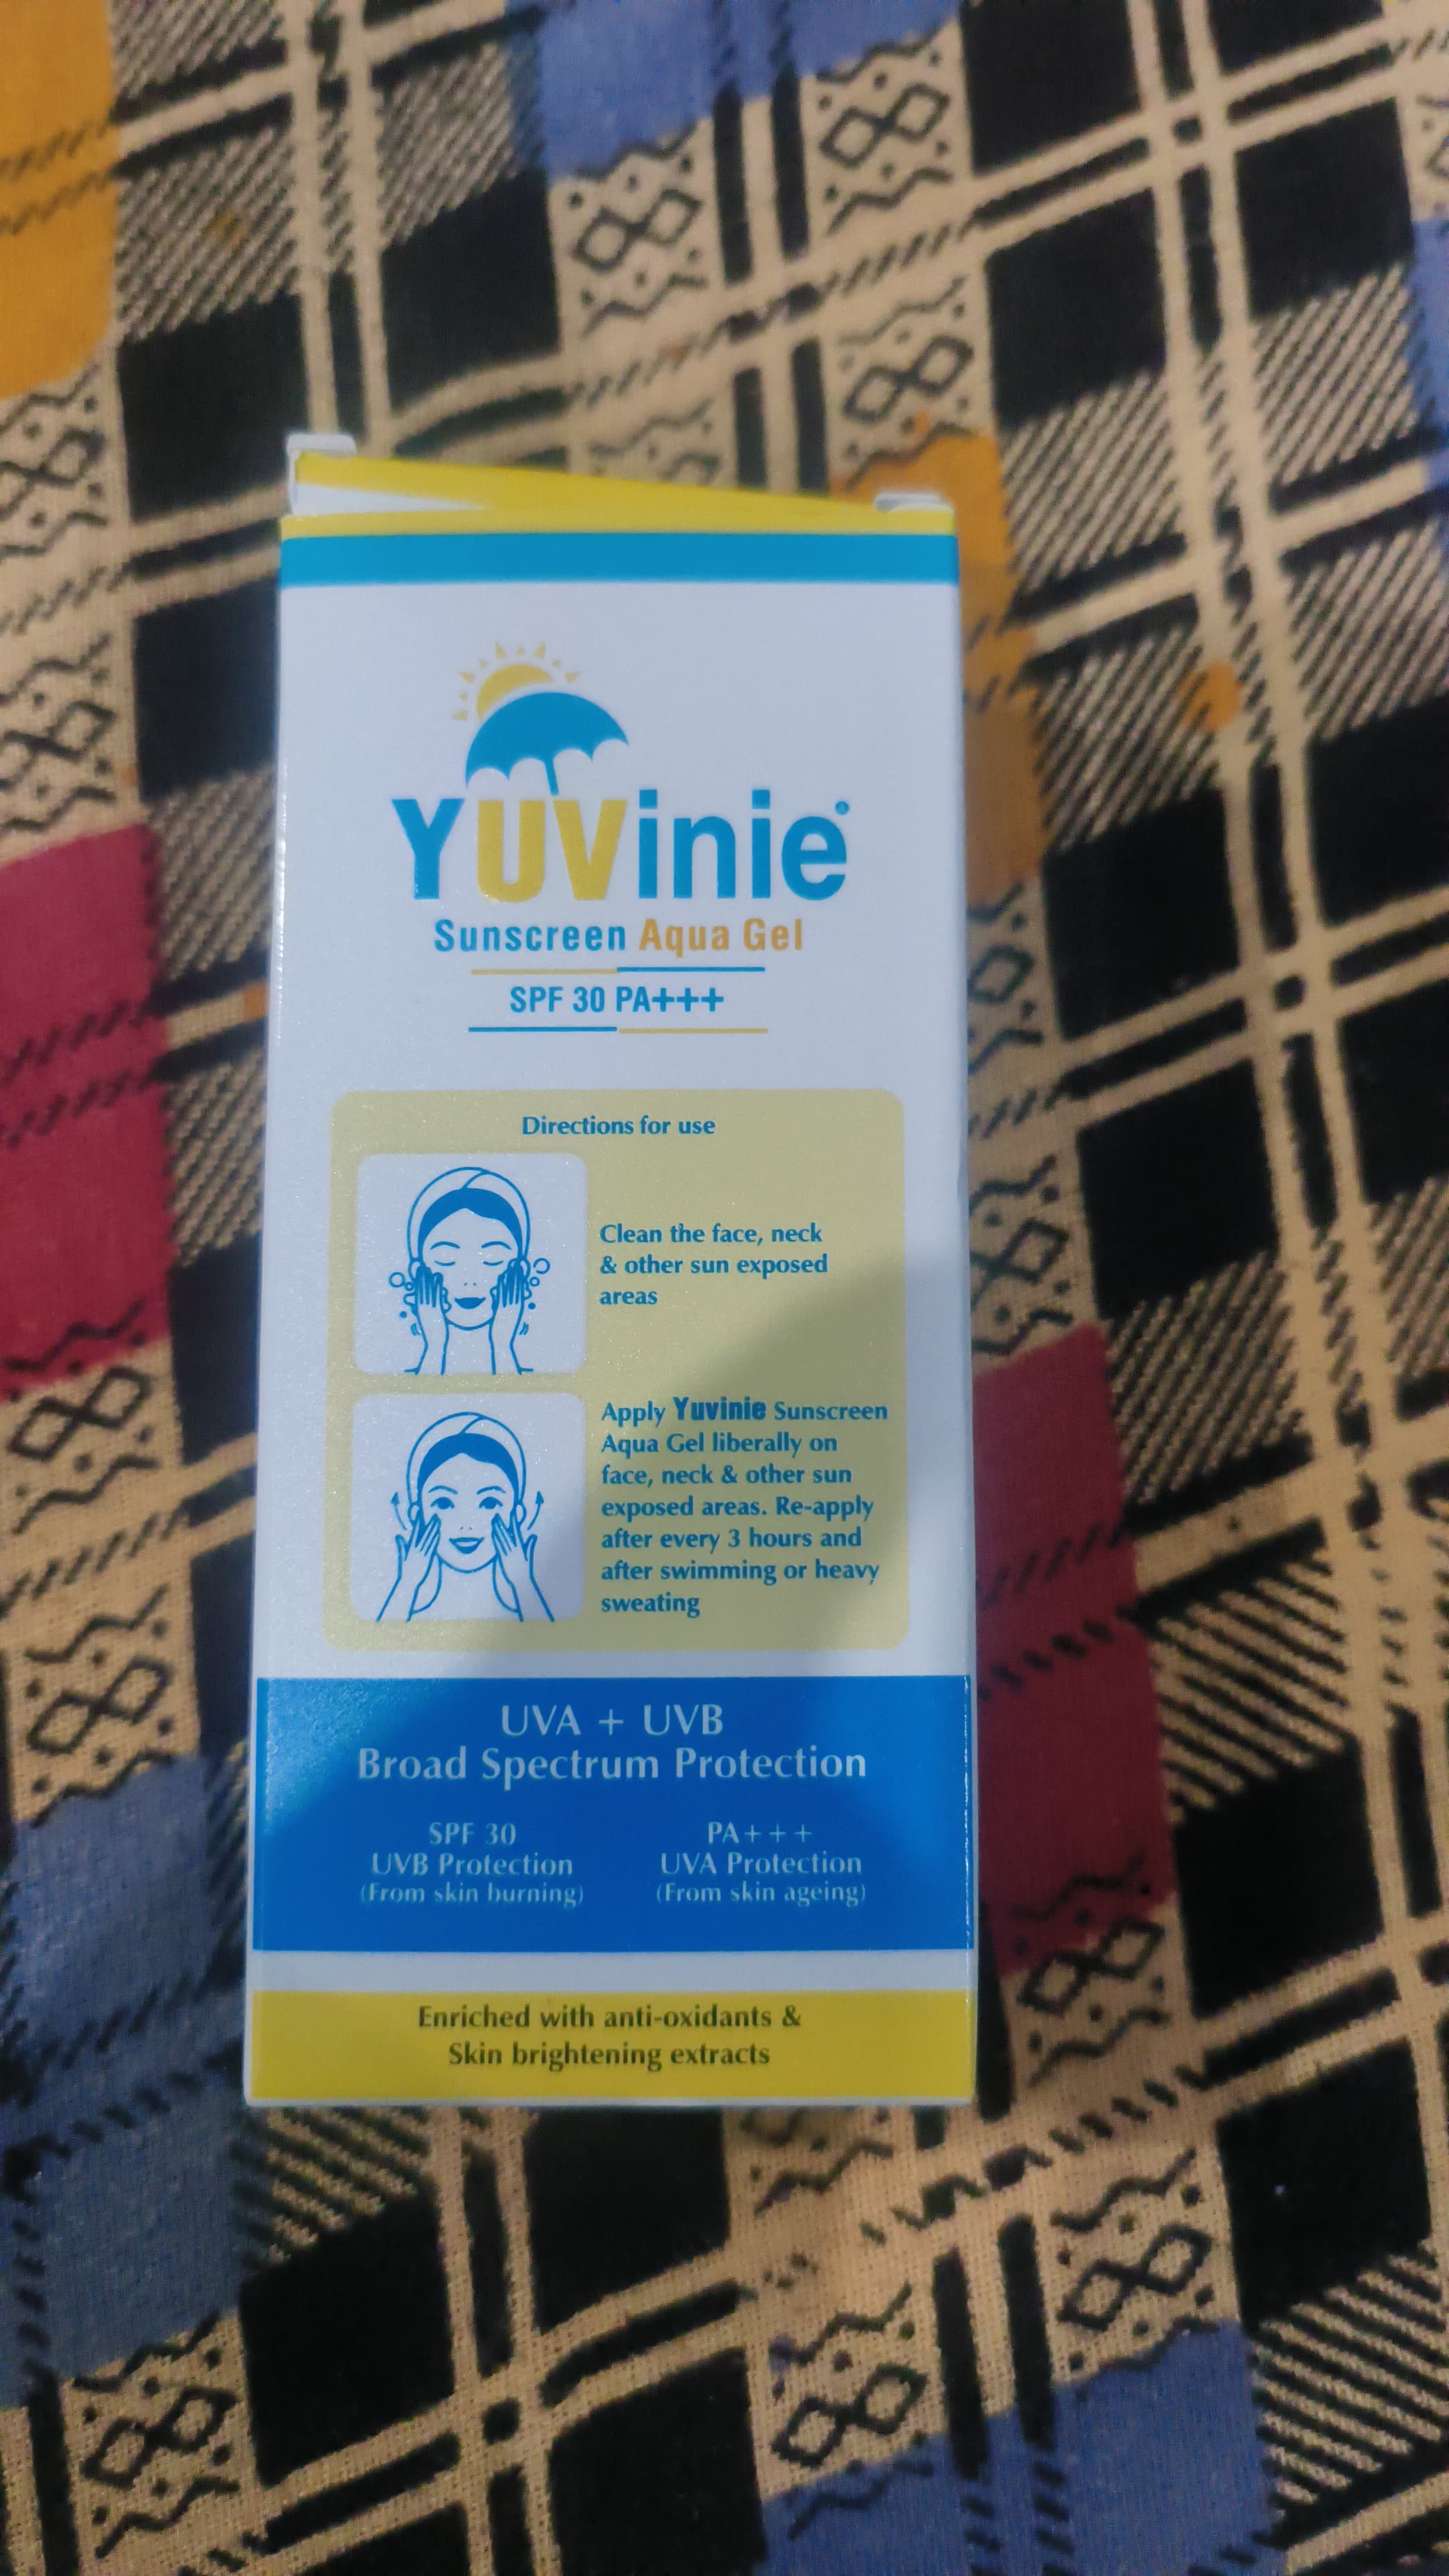 YUVinie®
Sunscreen Aqua Gel
SPF 30 PA+++
Directions for use
Clean the face, neck
& other sun exposed
areas
Apply Yuvinie Sunscreen
Aqua Gel liberally on
face, neck & other sun
exposed areas. Re-apply
after every 3 hours and
after swimming or heavy
sweating
UVA + UVB
Broad Spectrum Protection
SPF 30
UVB Protection
(From skin burning)
PA+++
UVA Protection
(From skin ageing)
Enriched with anti-oxidants &
Skin brightening extracts